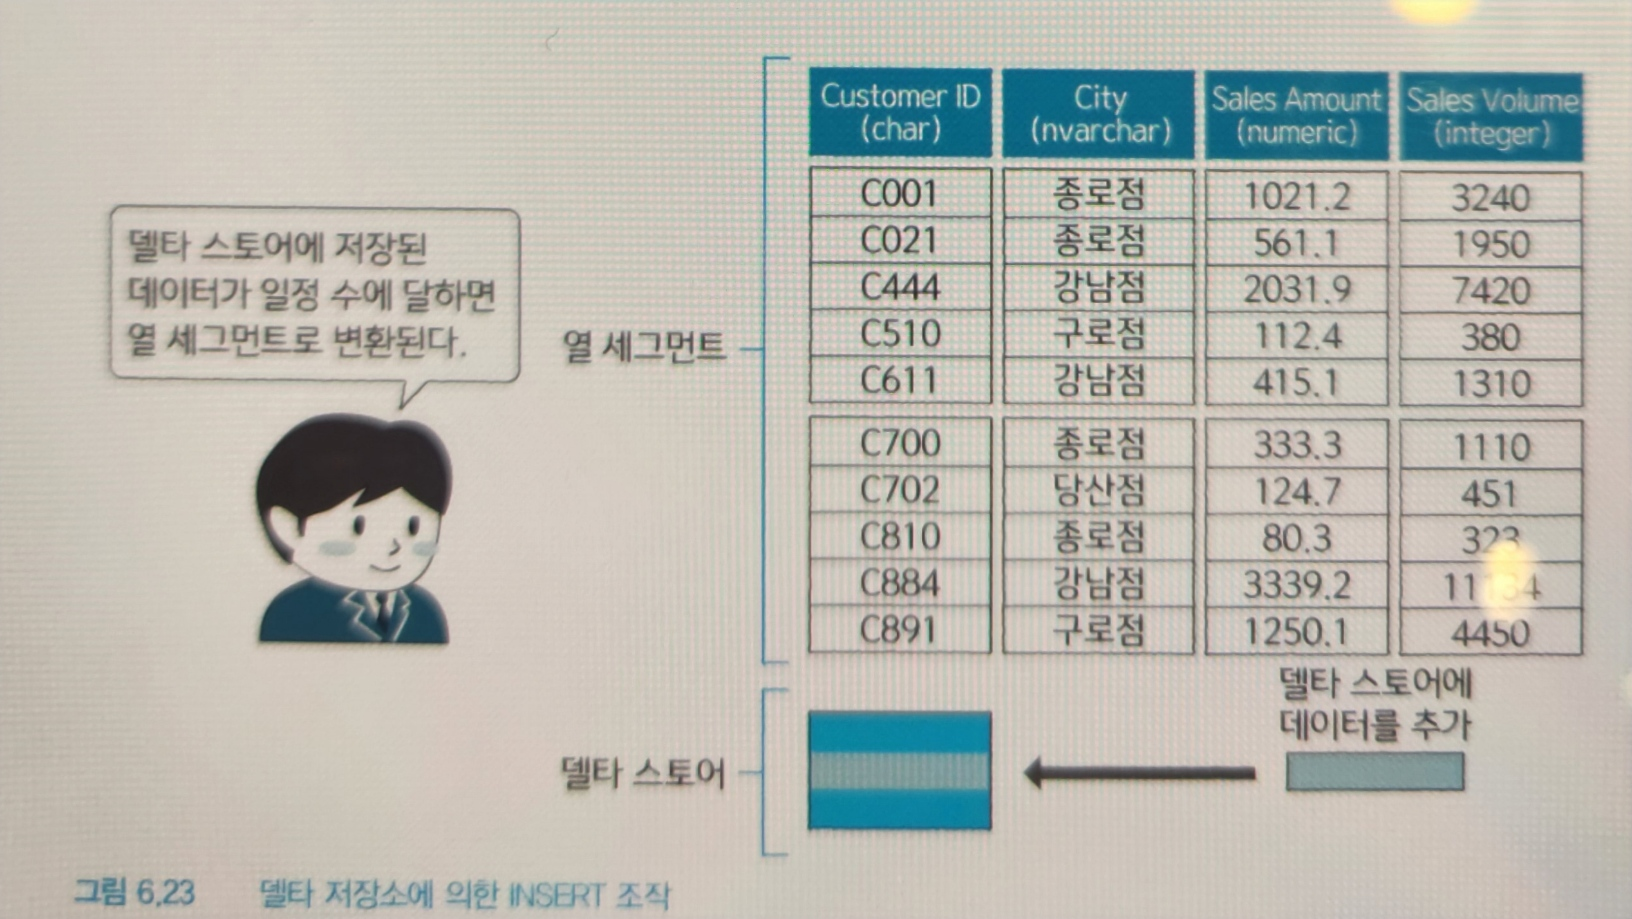 Customer ID City Sales Amount Sales Volume
(char) (nvarchar) (numeric) (integer)
C001 종로점 1021.2 3240
C021 종로점 561.1 1950
C444 강남점 2031.9 7420
C510 구로점 112.4 380
C611 강남점 415.1 1310
C700 종로점 333.3 1110
C702 당산점 124.7 451
C810 종로점 80.3 323
C884 강남점 3339.2
C891 구로점 1250.1 4450
델타 스토어에 저장된
데이터가 일정 수에 달하면
열 세그먼트로 변환된다.
열 세그먼트
델타 스토어에
데이터를 추가
델타 스토어
그림 6.23 델타 저장소에 의한 INSERT 조작